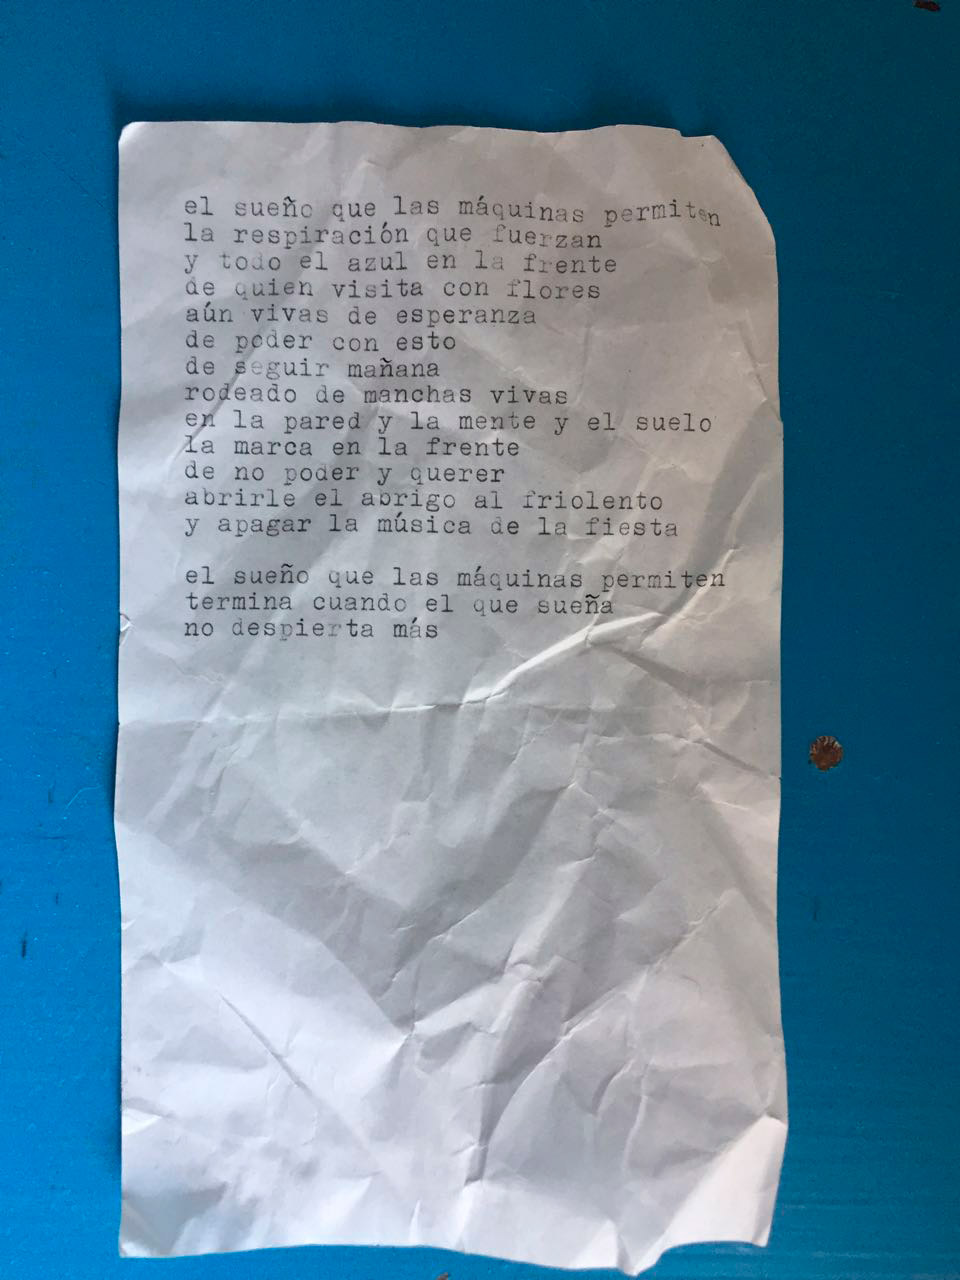 el sueño que las máquinas permiten
la respiración que fuerzan
y todo el azul en la frente
de quien visita con flores
aún vivas de esperanza
de poder con esto
de seguir mañana
rodeado de manchas vivas
en la pared y la mente y el suelo
la marca en la frente
de no poder y querer
abrirle el abrigo al friolento
y apagar la música de la fiesta

el sueño que las máquinas permiten
termina cuando el que sueña
no despierta más